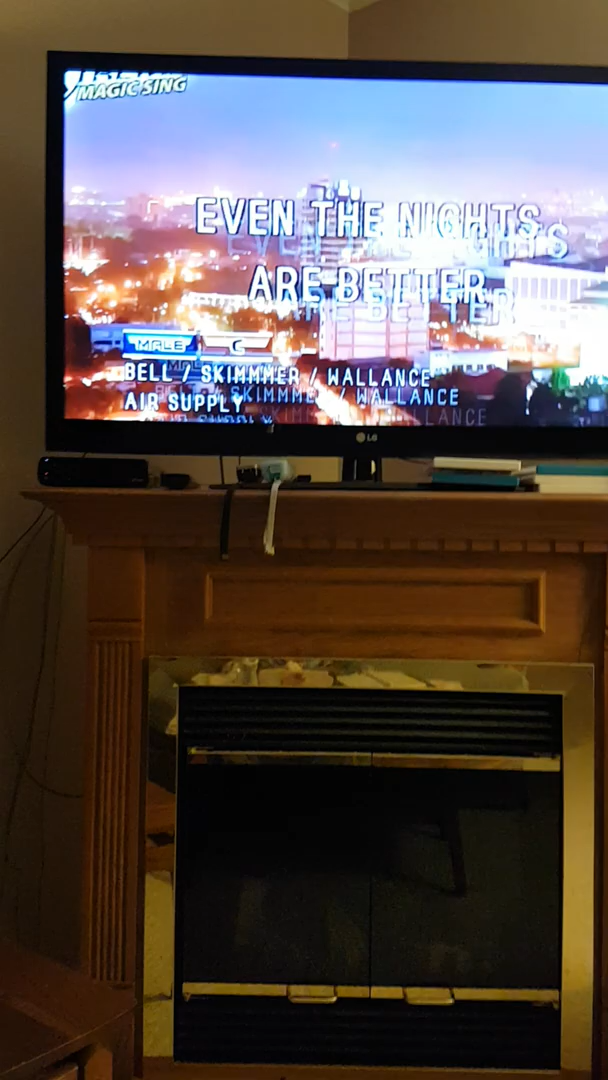 MAGIC SING
EVEN THE NIGHTS
ARE BETTER
MALE C
BELL / SKIMMMER / WALLANCE
AIR SUPPLY
LG